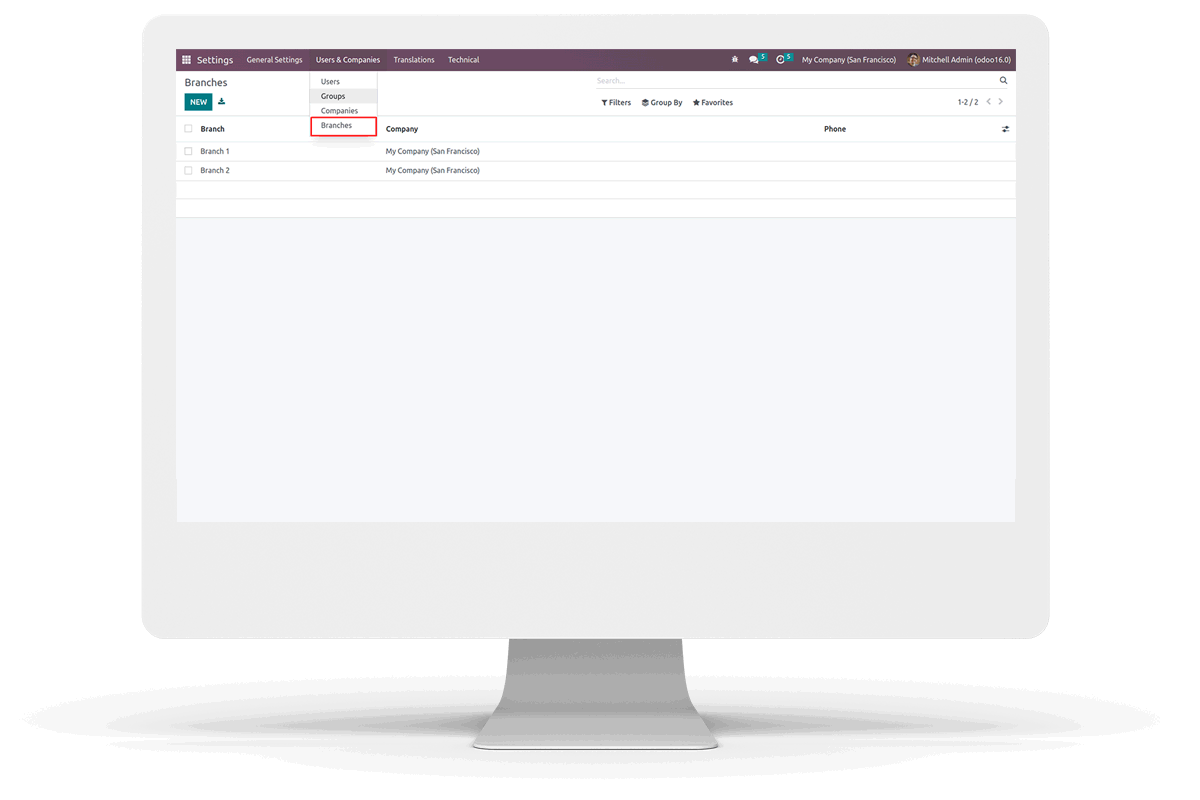 Settings General Settings Users & Companies Translations Technical 5 5 My Company (San Francisco) Mitchell Admin (odoo16.0)
Branches Users Search...
NEW Groups Filters Group By Favorites 1-2 / 2
Companies
Branches
Branch Company Phone
Branch 1 My Company (San Francisco)
Branch 2 My Company (San Francisco)